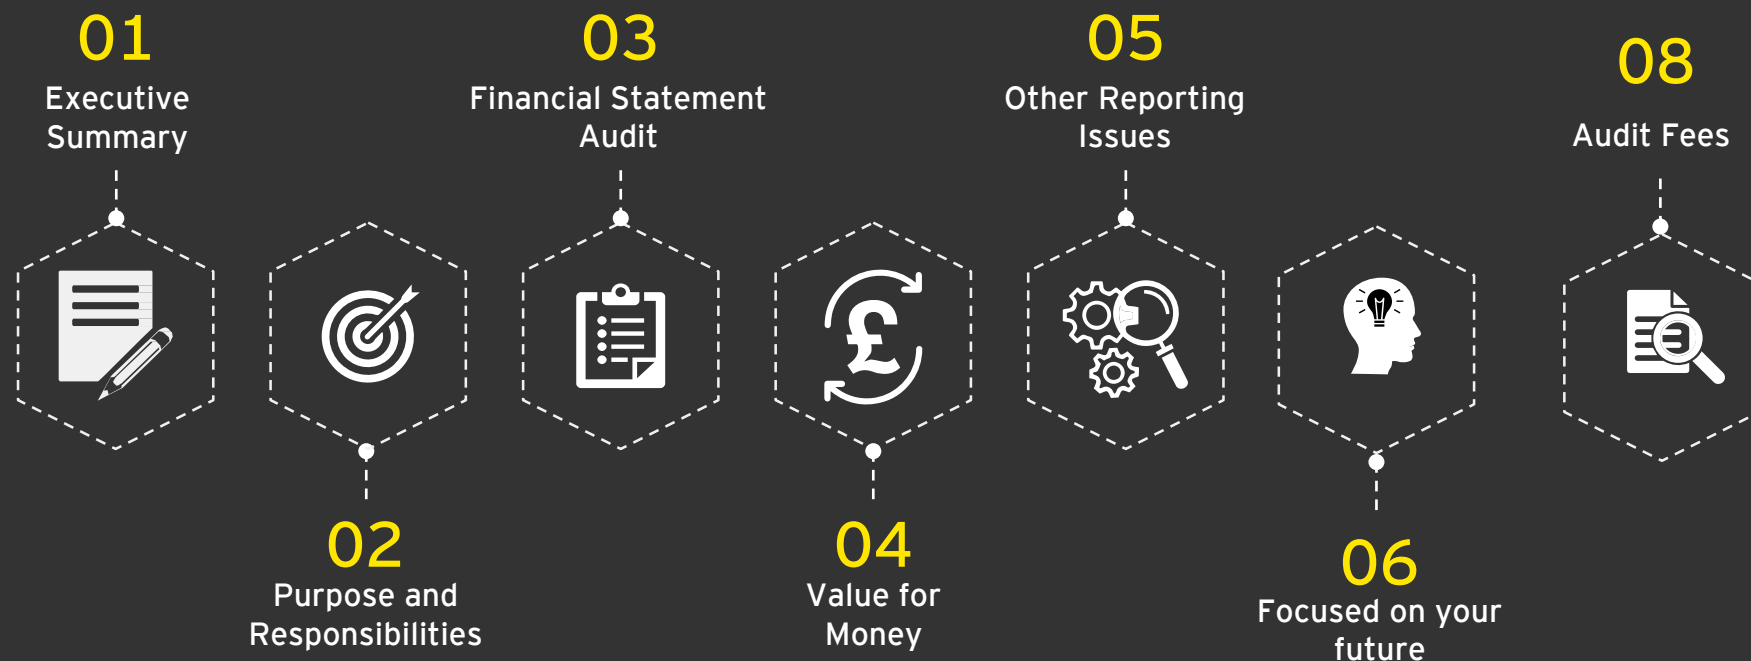 01
Executive
Summary
02
Purpose and
Responsibilities
03
Financial Statement
Audit
04
£
Value for
Money
05
Other Reporting
Issues
06
Focused on your
future
08
Audit Fees